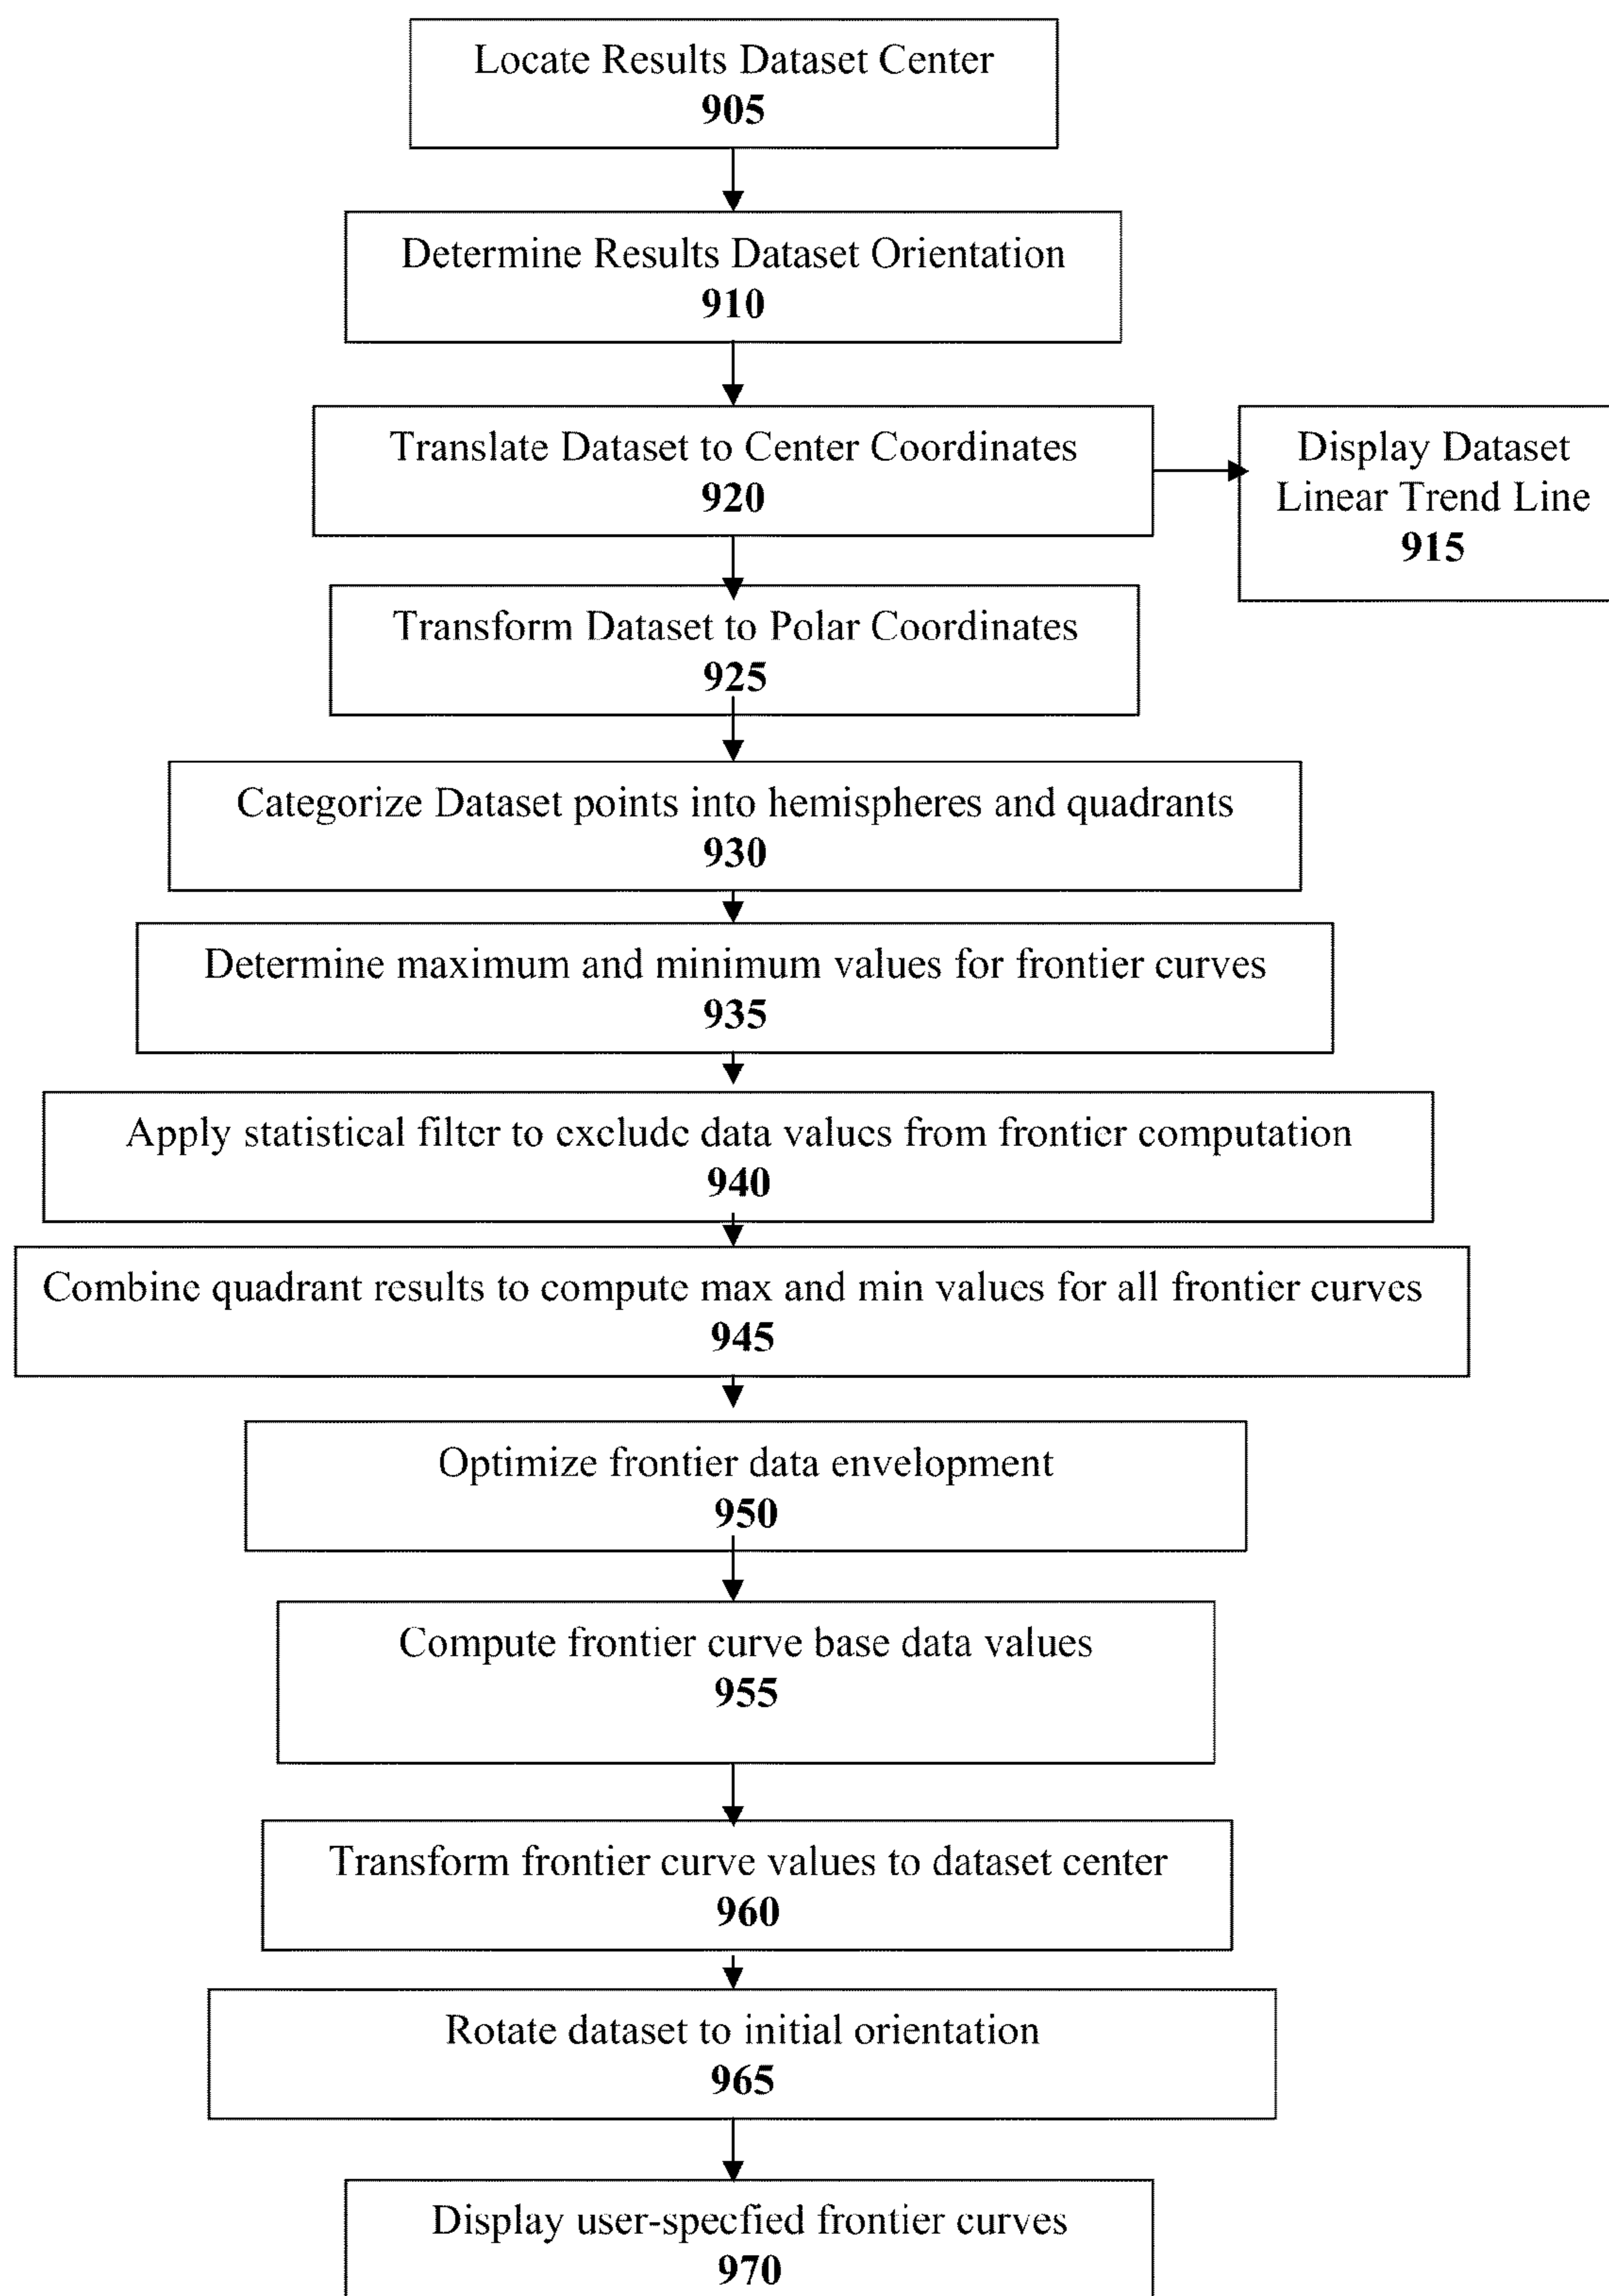 Locate Results Dataset Center
905
Determine Results Dataset Orientation
910
Translate Dataset to Center Coordinates
920
Display Dataset
Linear Trend Line
915
Transform Dataset to Polar Coordinates
925
Categorize Dataset points into hemispheres and quadrants
930
Determine maximum and minimum values for frontier curves
935
Apply statistical filter to exclude data values from frontier computation
940
Combine quadrant results to compute max and min values for all frontier curves
945
Optimize frontier data envelopment
950
Compute frontier curve base data values
955
Transform frontier curve values to dataset center
960
Rotate dataset to initial orientation
965
Display user-specfied frontier curves
970